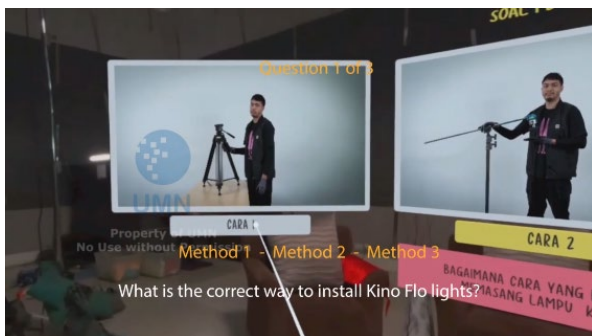 Question 1 of 3
UMN
CARA 1
CARA 2
Property of UMN
No Use without Permission
Method 1 - Method 2 - Method 3
BAGAIMANA CARA YANG
MEMASANG LAMPU
What is the correct way to install Kino Flo lights?